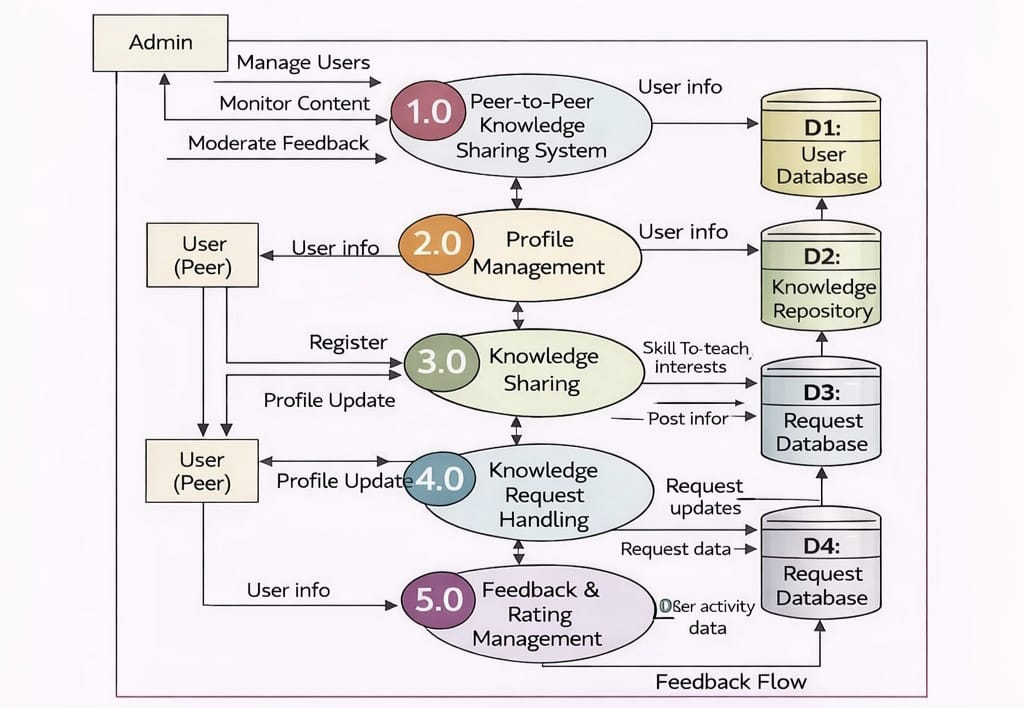 Admin
Manage Users
Monitor Content
Moderate Feedback
1.0
Peer-to-Peer
Knowledge
Sharing System
User info
D1:
User
Database
User
(Peer)
User info
2.0
Profile
Management
User info
D2:
Knowledge
Repository
Register
Profile Update
3.0
Knowledge
Sharing
Skill To-teach,
interests
Post infor
D3:
Request
Database
User
(Peer)
Profile Update
4.0
Knowledge
Request
Handling
Request
updates
Request data
D4:
Request
Database
User info
5.0
Feedback &
Rating
Management
activity
data
Feedback Flow